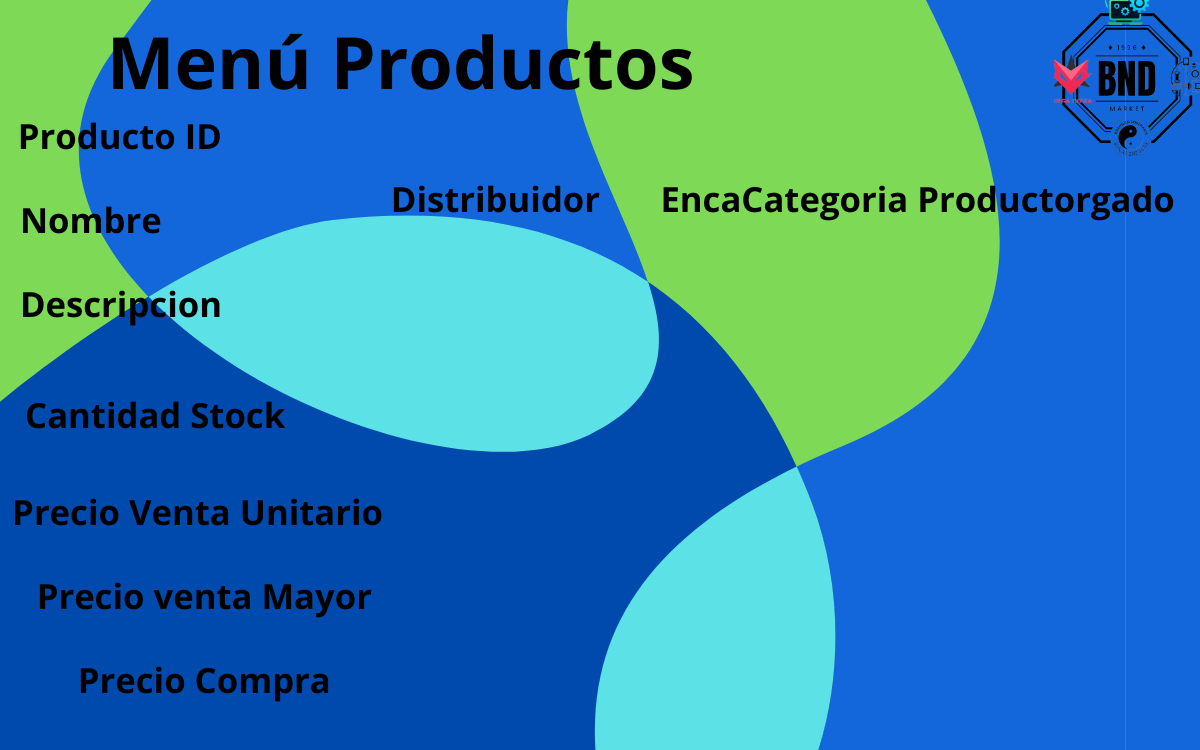 Menú Productos
1996
BND
MARKET
Producto ID
Distribuidor
EncaCategoria Productorgado
Nombre
Descripcion
Cantidad Stock
Precio Venta Unitario
Precio venta Mayor
Precio Compra